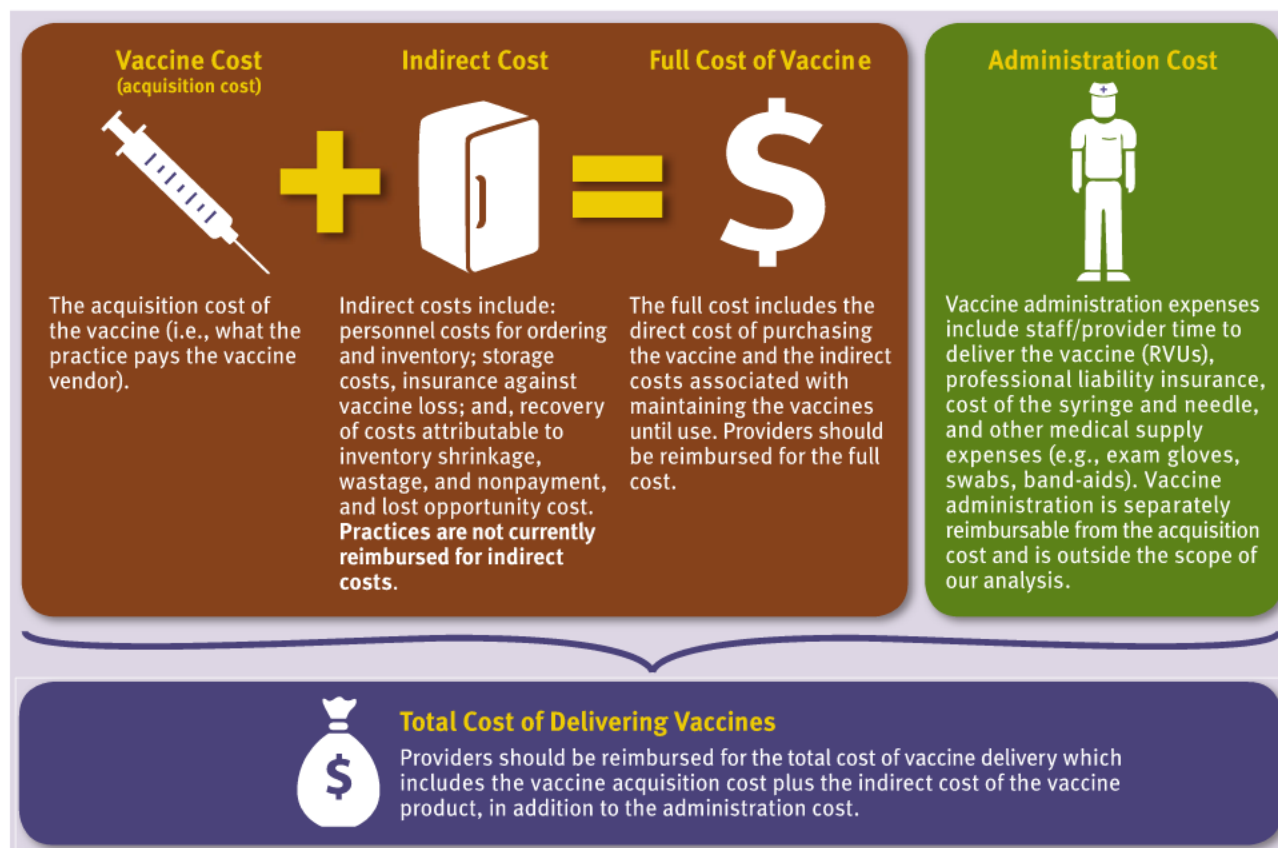 Vaccine Cost
(acquisition cost)
The acquisition cost of
the vaccine (i.e., what the
practice pays the vaccine
vendor).
Indirect Cost
Indirect costs include:
personnel costs for ordering
and inventory; storage
costs, insurance against
vaccine loss; and, recovery
of costs attributable to
inventory shrinkage,
wastage, and nonpayment,
and lost opportunity cost.
Practices are not currently
reimbursed for indirect
costs.
Full Cost of Vaccine
$
The full cost includes the
direct cost of purchasing
the vaccine and the indirect
costs associated with
maintaining the vaccines
until use. Providers should
be reimbursed for the full
cost.
Administration Cost
Vaccine administration expenses
include staff/provider time to
deliver the vaccine (RVUs),
professional liability insurance,
cost of the syringe and needle,
and other medical supply
expenses (e.g., exam gloves,
swabs, band-aids). Vaccine
administration is separately
reimbursable from the acquisition
cost and is outside the scope of
our analysis.
$
Total Cost of Delivering Vaccines
Providers should be reimbursed for the total cost of vaccine delivery which
includes the vaccine acquisition cost plus the indirect cost of the vaccine
product, in addition to the administration cost.